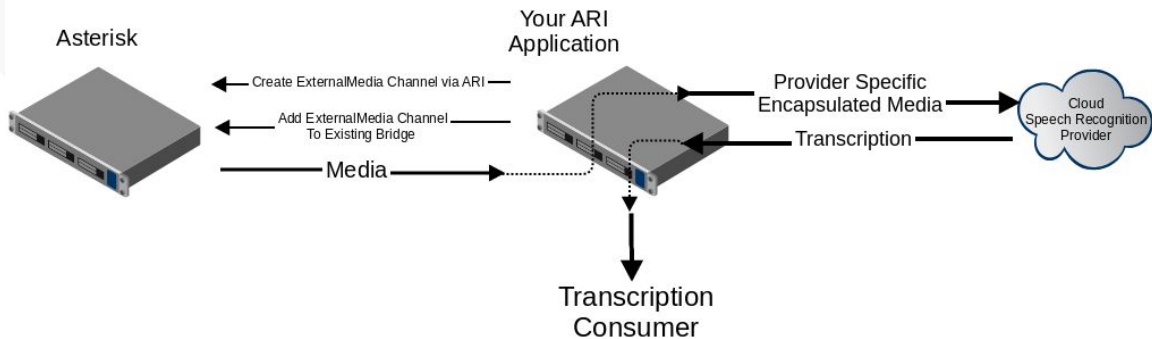 Asterisk
Your ARI
Application
Create ExternalMedia Channel via ARI
Add ExternalMedia Channel
To Existing Bridge
Media
Provider Specific
Encapsulated Media
Transcription
Cloud
Speech Recognition
Provider
Transcription
Consumer